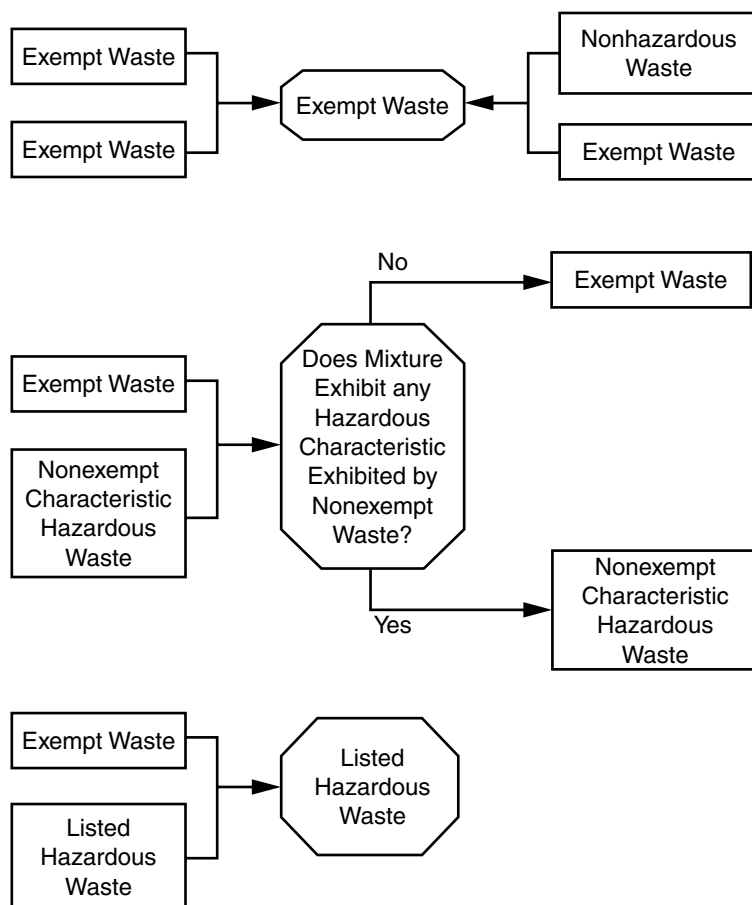 Exempt Waste
Exempt Waste
Exempt Waste
Nonhazardous
Waste
Exempt Waste
Exempt Waste
Nonexempt
Characteristic
Hazardous
Waste
Does Mixture
Exhibit any
Hazardous
Characteristic
Exhibited by
Nonexempt
Waste?
No
Exempt Waste
Yes
Nonexempt
Characteristic
Hazardous
Waste
Exempt Waste
Listed
Hazardous
Waste
Listed
Hazardous
Waste